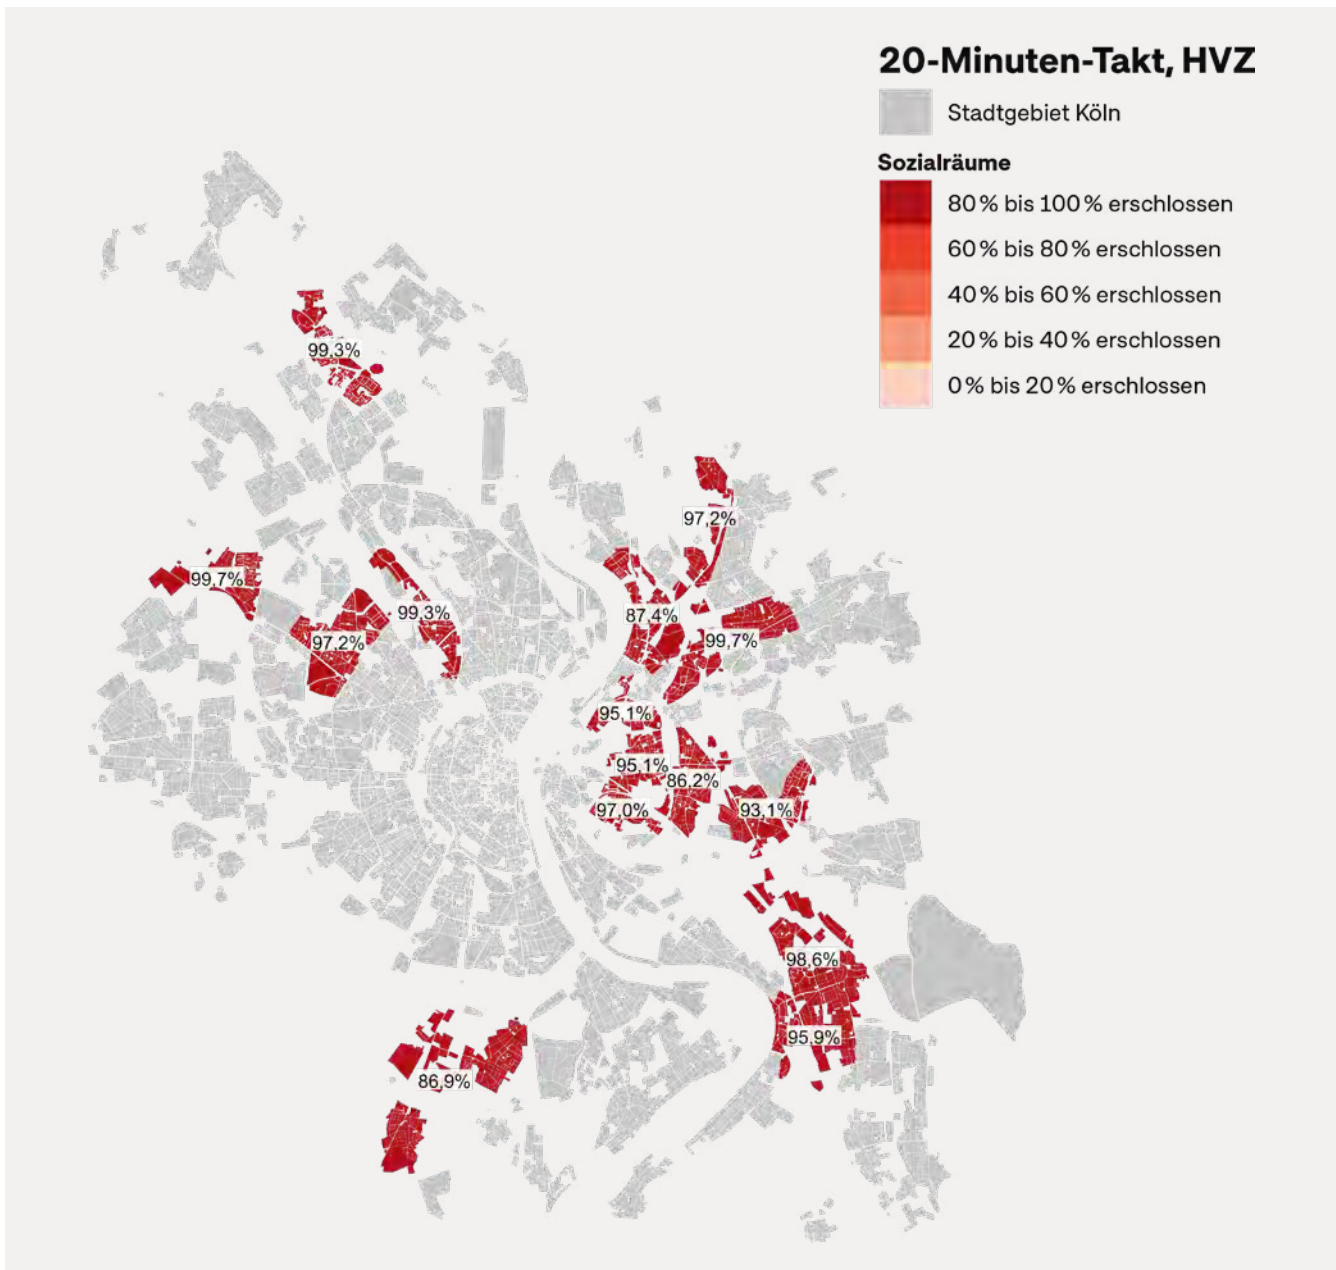 20-Minuten-Takt, HVZ
Stadtgebiet Köln
Sozialräume
80 % bis 100 % erschlossen
60 % bis 80 % erschlossen
40 % bis 60 % erschlossen
20 % bis 40 % erschlossen
0 % bis 20 % erschlossen
99,3%
97,2%
99,7%
99,3%
87,4%
97,2%
99,7%
95,1%
95,1%
86,2%
97,0%
93,1%
98,6%
95,9%
86,9%